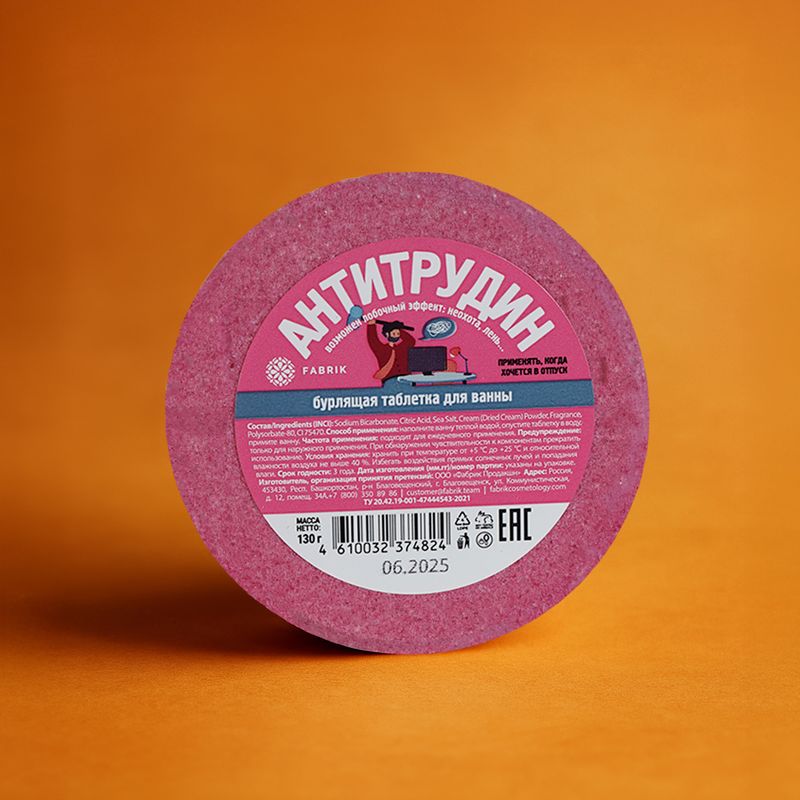 АНТИТРУДИН
возможен побочный эффект: неохота, лень...
FABRIK
ПРИМЕНЯТЬ, КОГДА
ХОЧЕТСЯ В ОТПУСК
бурлящая таблетка для ванны
Состав/Ingredients (INCI): Sodium Bicarbonate, Citric Acid, Sea Salt, Cream (Dried Cream) Powder, Fragrance,
Polysorbate-80, CI 75470. Способ применения: наполните ванну теплой водой, опустите таблетку в воду,
примите ванну. Частота применения: подходит для ежедневного применения. Предупреждение:
только для наружного применения. При обнаружении чувствительности к компонентам прекратить
использование. Условия хранения: хранить при температуре от +5 °С до +25 °С и относительной
влажности воздуха не выше 40 %. Избегать воздействия прямых солнечных лучей и попадания
влаги. Срок годности: 3 года. Дата изготовления (мм.гг)/номер партии: указаны на упаковке.
Изготовитель, организация принятия претензий: ООО «Фабрик Продакшн». Адрес: Россия,
453430, Респ. Башкортостан, р-н Благовещенский, г. Благовещенск, ул. Коммунистическая,
д. 12, помещ. 34А.+7 (800) 350 89 86 | customer@fabrik.team | fabrikcosmetology.com
ТУ 20.42.19-001-47444543-2021
МАССА
НЕТТО:
130 г
4 610032 374824
EAC
06.2025